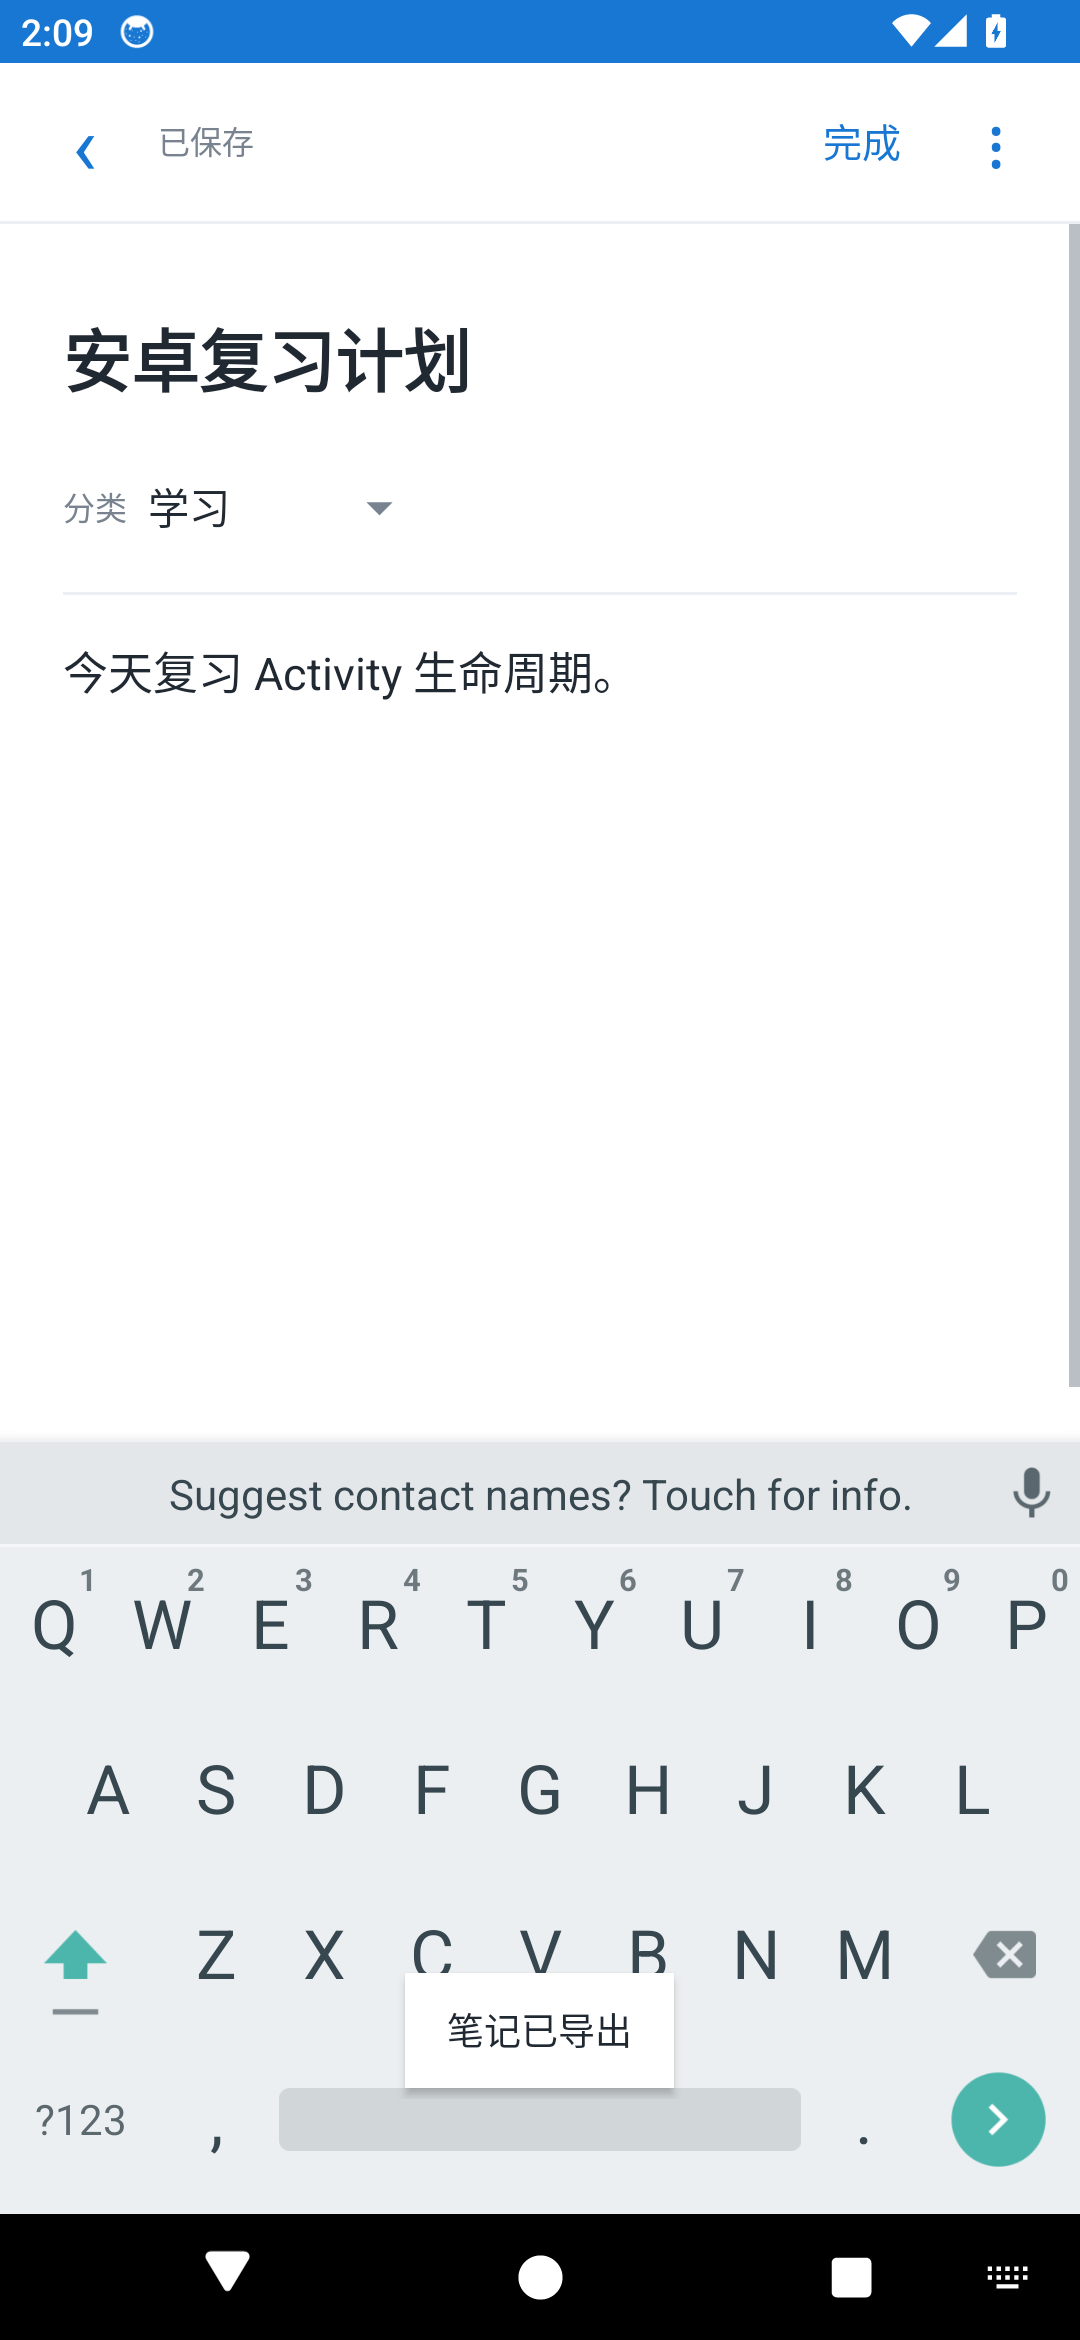 2:09
已保存
完成
安卓复习计划
分类 学习
今天复习 Activity 生命周期。
Suggest contact names? Touch for info.
1 2 3 4 5 6 7 8 9 0
Q W E R T Y U I O P
A S D F G H J K L
Z X C V B N M
笔记已导出
?123 , .